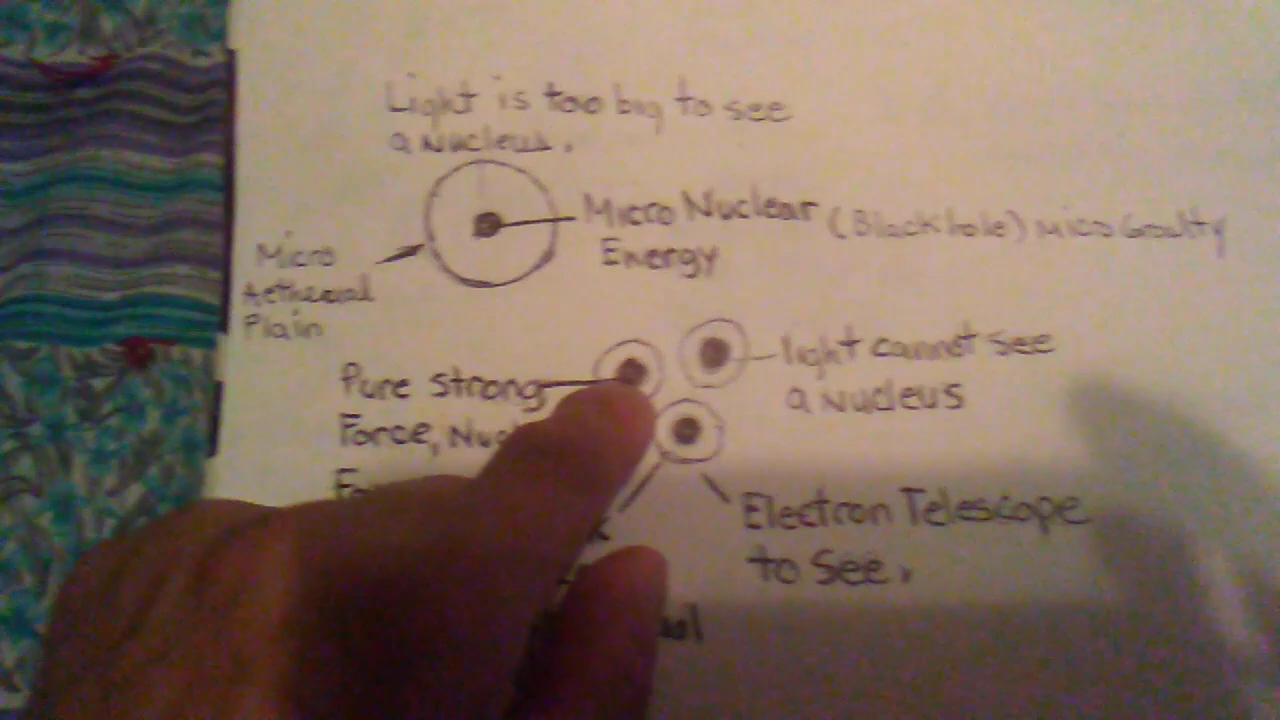 Light is too big to see
a Nucleus.
Micro Nuclear (Blackhole) micro Gravity
Energy
Micro
Aetherial
Plain
light cannot see
a Nucleus
Pure strong
Force,
Electron Telescope
to See.